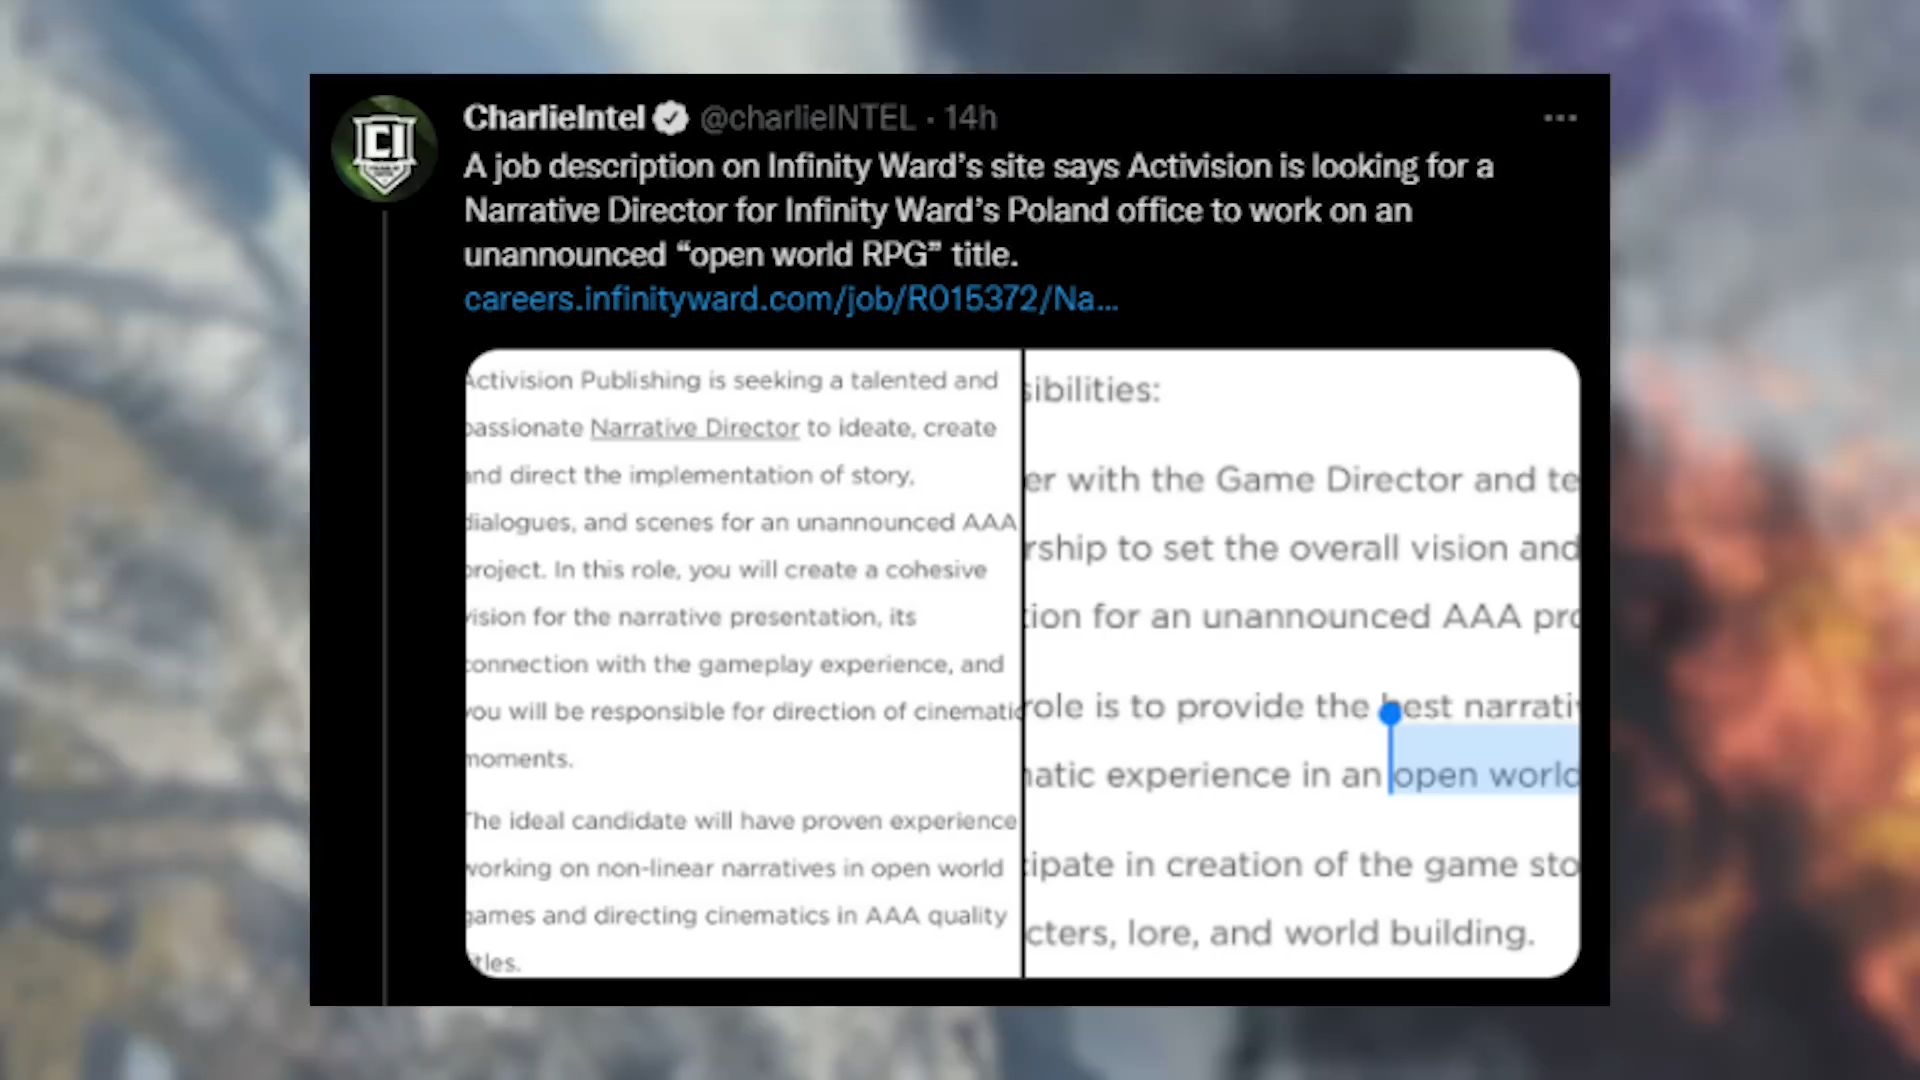 CharlieIntel @charlieINTEL · 14h
A job description on Infinity Ward’s site says Activision is looking for a
Narrative Director for Infinity Ward’s Poland office to work on an
unannounced “open world RPG” title.
careers.infinityward.com/job/R015372/Na...
CI
Activision Publishing is seeking a talented and
passionate Narrative Director to ideate, create
and direct the implementation of story,
dialogues, and scenes for an unannounced AAA
project. In this role, you will create a cohesive
vision for the narrative presentation, its
connection with the gameplay experience, and
you will be responsible for direction of cinematic
moments.
The ideal candidate will have proven experience
working on non-linear narratives in open world
games and directing cinematics in AAA quality
tles.
sibilities:
er with the Game Director and te
rship to set the overall vision and
tion for an unannounced AAA pro
role is to provide the best narrati
natic experience in an open world
cipate in creation of the game sto
cters, lore, and world building.